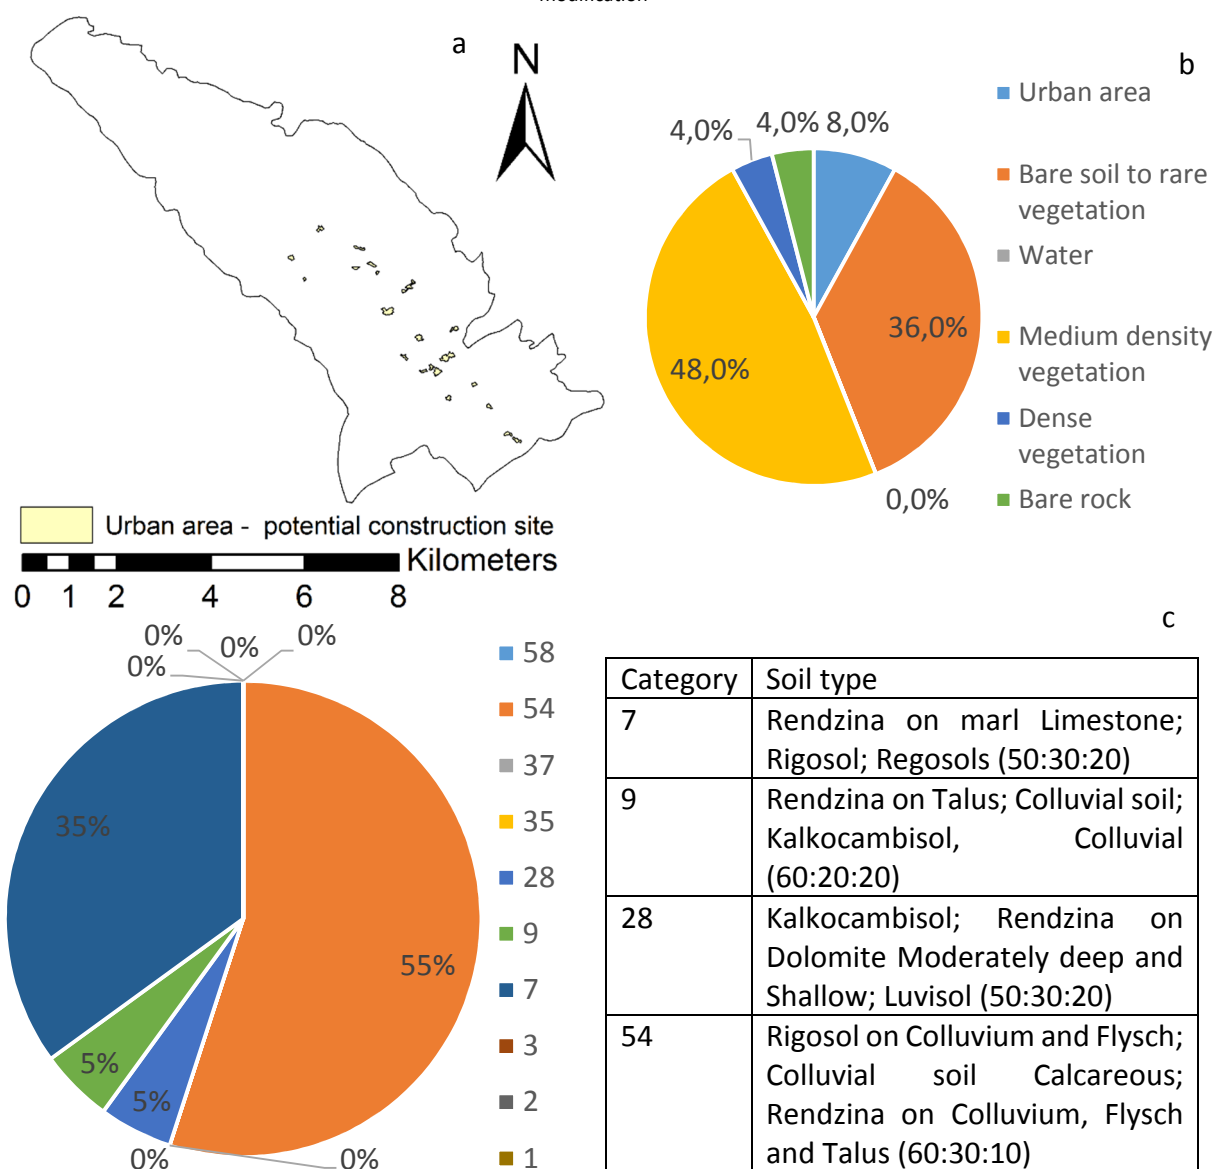 modification
a
N
b
4,0%
4,0%
8,0%
36,0%
48,0%
0,0%
Urban area
Bare soil to rare
vegetation
Water
Medium density
vegetation
Dense
vegetation
Bare rock
Urban area -  potential construction site
Kilometers
0 1 2 4 6 8
c
0%
0%
0%
0%
35%
55%
5%
5%
0%
0%
58
54
37
35
28
9
7
3
2
1
Category Soil type
7 Rendzina on marl Limestone;
Rigosol; Regosols (50:30:20)
9 Rendzina on Talus; Colluvial soil;
Kalkocambisol, Colluvial
(60:20:20)
28 Kalkocambisol; Rendzina on
Dolomite Moderately deep and
Shallow; Luvisol (50:30:20)
54 Rigosol on Colluvium and Flysch;
Colluvial soil Calcareous;
Rendzina on Colluvium, Flysch
and Talus (60:30:10)